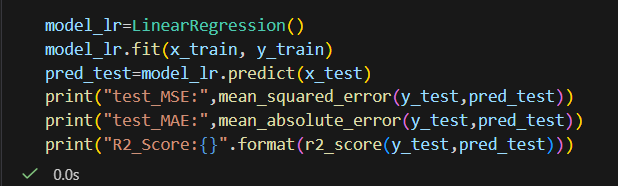 model_lr=LinearRegression()
model_lr.fit(x_train, y_train)
pred_test=model_lr.predict(x_test)
print("test_MSE:",mean_squared_error(y_test,pred_test))
print("test_MAE:",mean_absolute_error(y_test,pred_test))
print("R2_Score:{}".format(r2_score(y_test,pred_test)))
0.0s